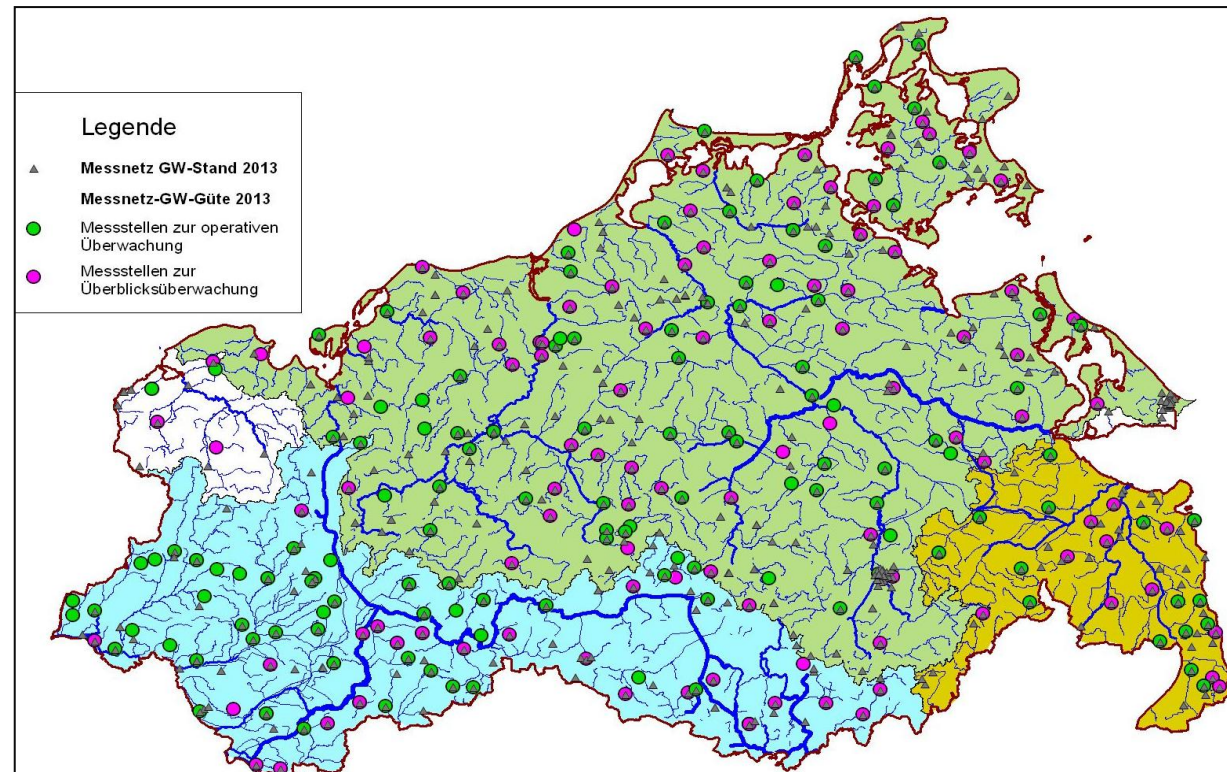 Legende
Messnetz GW-Stand 2013
Messnetz-GW-Güte 2013
Messstellen zur operativen
Überwachung
Messstellen zur
Überblicksüberwachung